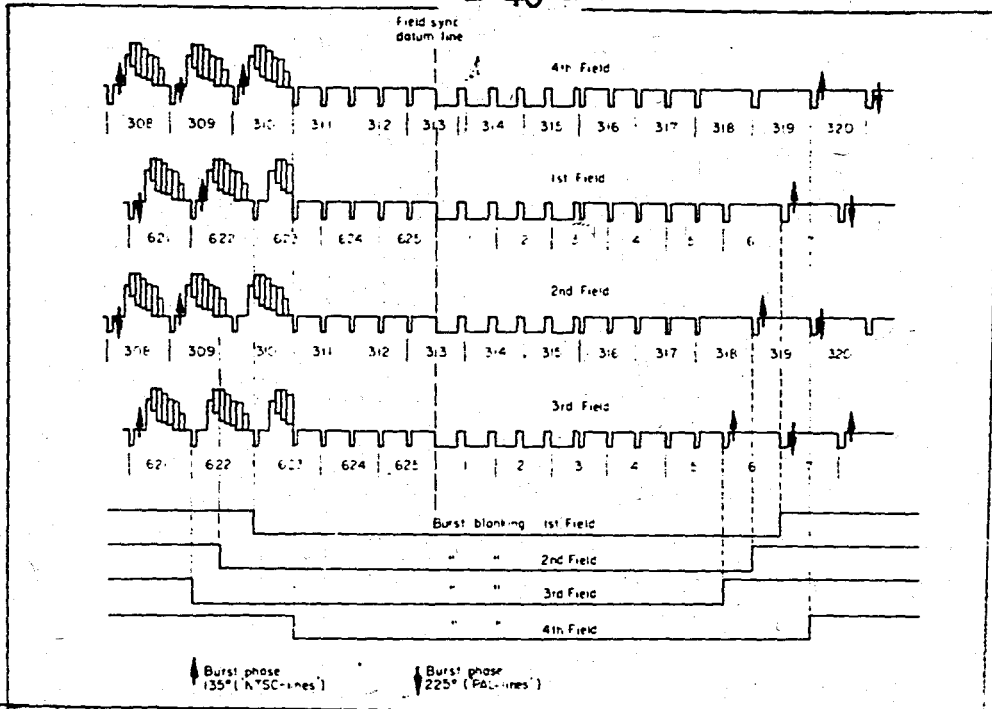 - 40 -
Field sync
datum line
4th Field
308 309 310 311 312 313 314 315 316 317 318 319 320
1st Field
621 622 623 624 625 1 2 3 4 5 6 7
2nd Field
308 309 310 311 312 313 314 315 316 317 318 319 320
3rd Field
621 622 623 624 625 1 2 3 4 5 6 7
Burst blanking 1st Field
" " 2nd Field
" " 3rd Field
" " 4th Field
Burst phase
135° ('NTSC-lines')
Burst phase
225° ('PAL-lines')